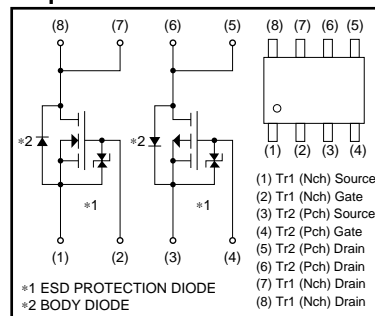 (8) (7) (6) (5)
(8) (7) (6) (5)
∗2 ∗2
∗1 ∗1
(1) (2) (3) (4)
(1) (2) (3) (4)
(1) Tr1 (Nch) Source
(2) Tr1 (Nch) Gate
(3) Tr2 (Pch) Source
(4) Tr2 (Pch) Gate
(5) Tr2 (Pch) Drain
(6) Tr2 (Pch) Drain
(7) Tr1 (Nch) Drain
(8) Tr1 (Nch) Drain
∗1 ESD PROTECTION DIODE
∗2 BODY DIODE